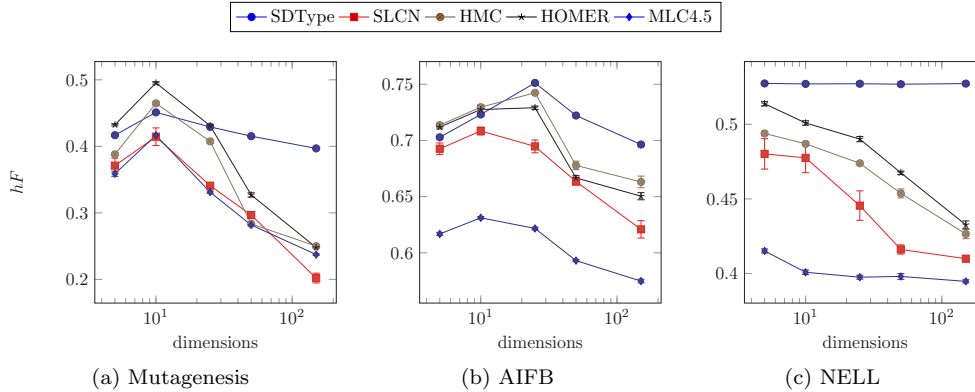 SDType SLCN HMC HOMER MLC4.5
hF
0.5
0.4
0.3
0.2
10^1 10^2
dimensions
(a) Mutagenesis
0.75
0.7
0.65
0.6
10^1 10^2
dimensions
(b) AIFB
0.5
0.45
0.4
10^1 10^2
dimensions
(c) NELL